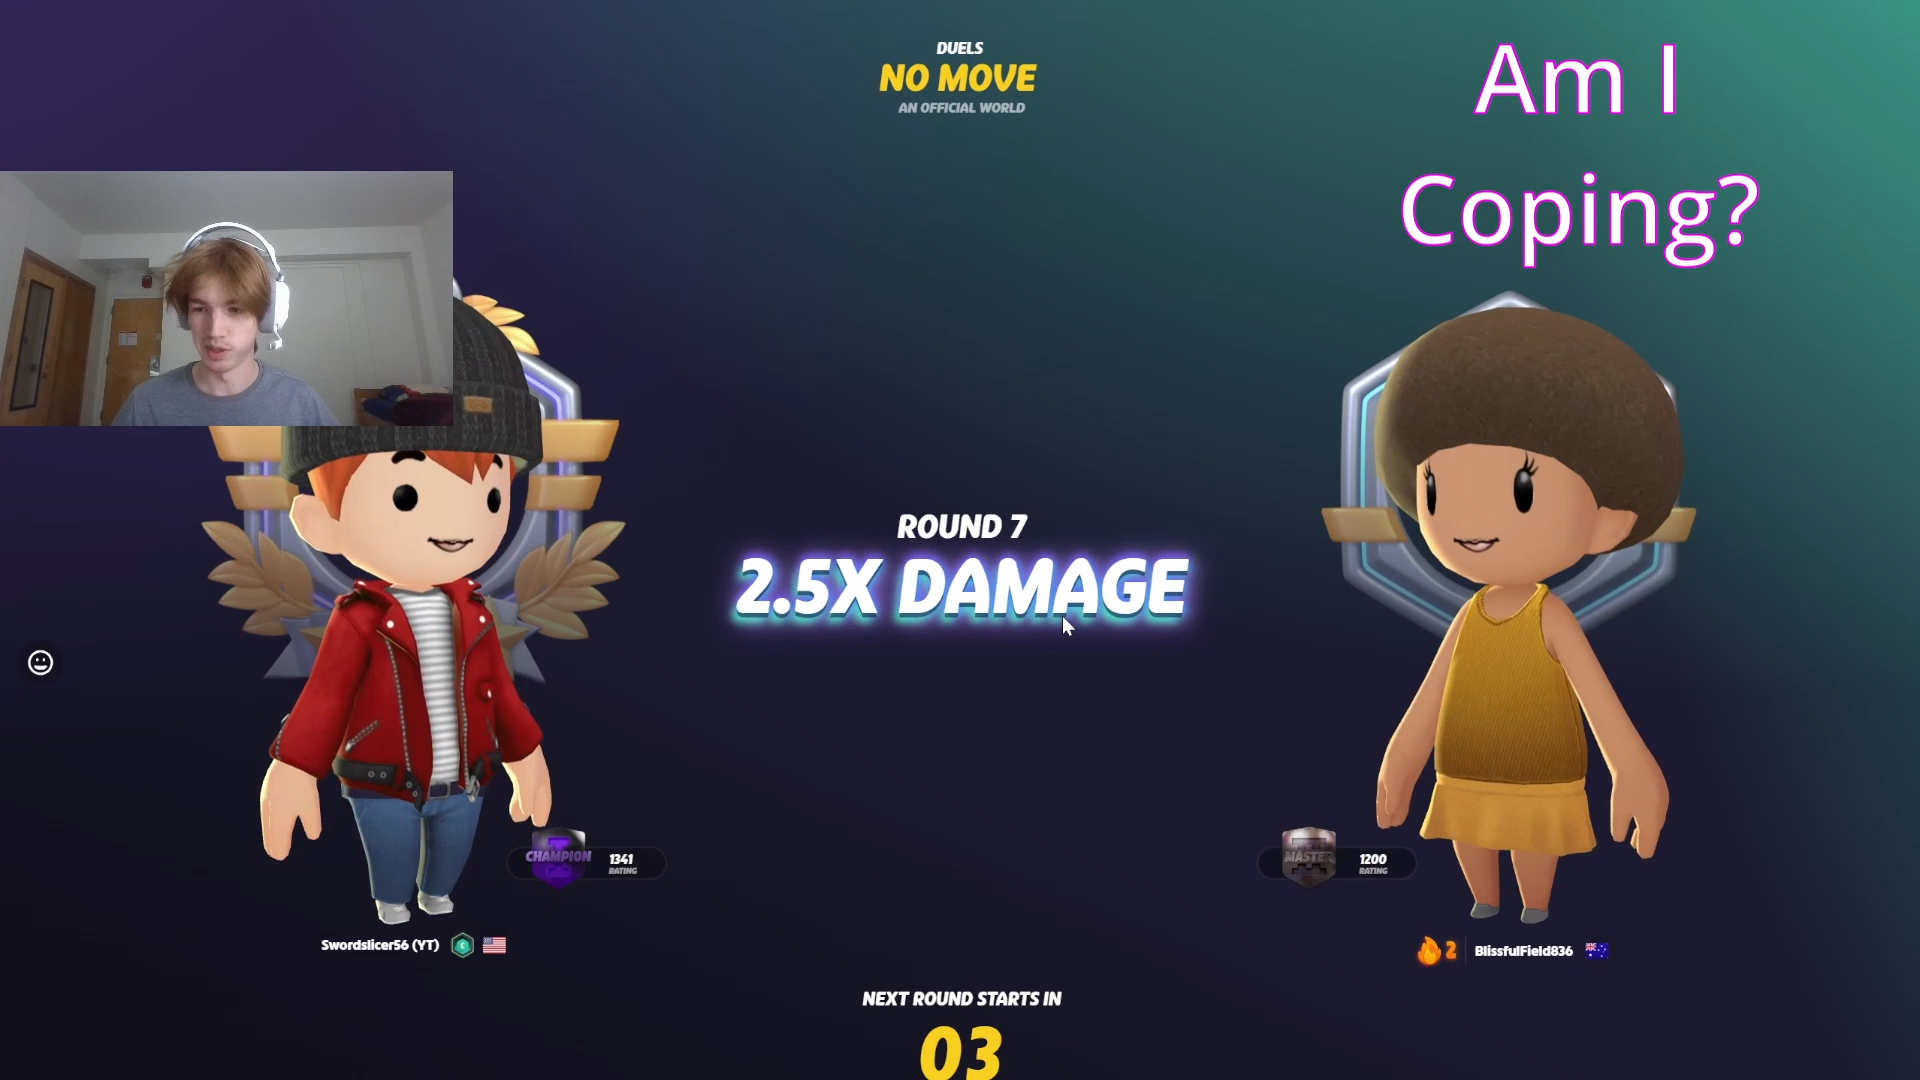 DUELS
NO MOVE
AN OFFICIAL WORLD
Am I
Coping?
ROUND 7
2.5X DAMAGE
CHAMPION
1341
RATING
MASTER
1200
RATING
Swordslicer56 (YT)
2
BlissfulField836
NEXT ROUND STARTS IN
03